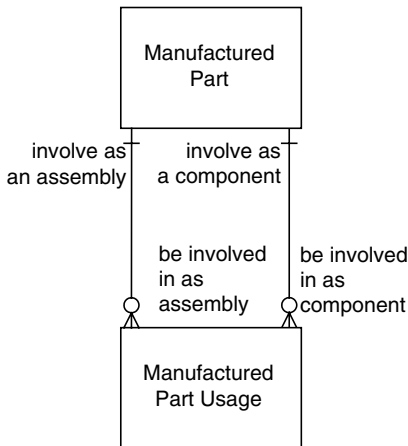 Manufactured
Part
involve as
an assembly
involve as
a component
be involved
in as
assembly
be involved
in as
component
Manufactured
Part Usage